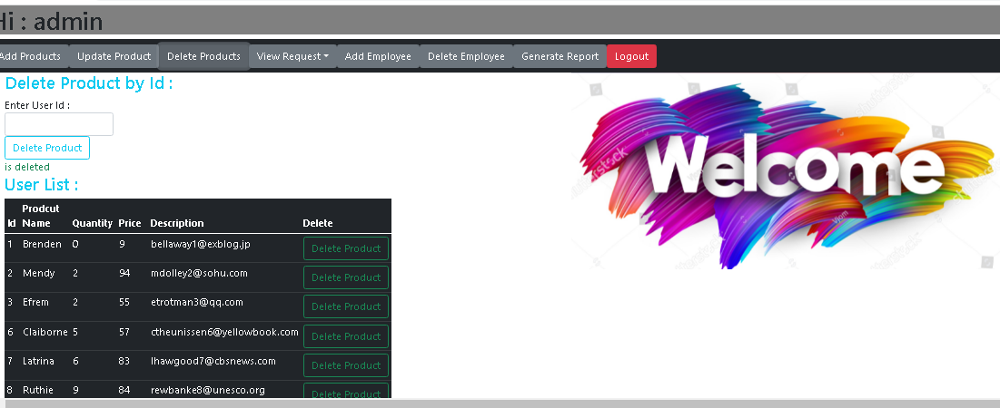 Hi : admin
Add Products Update Product Delete Products View Request Add Employee Delete Employee Generate Report Logout
Delete Product by Id :
Enter User Id :
Delete Product
is deleted
User List :
Id Prodcut Name Quantity Price Description Delete
1 Brenden 0 9 bellaway1@exblog.jp Delete Product
2 Mendy 2 94 mdolley2@sohu.com Delete Product
3 Efrem 2 55 etrotman3@qq.com Delete Product
6 Claiborne 5 57 ctheunissen6@yellowbook.com Delete Product
7 Latrina 6 83 lhawgood7@cbsnews.com Delete Product
8 Ruthie 9 84 rewbanke8@unesco.org Delete Product
Welcome